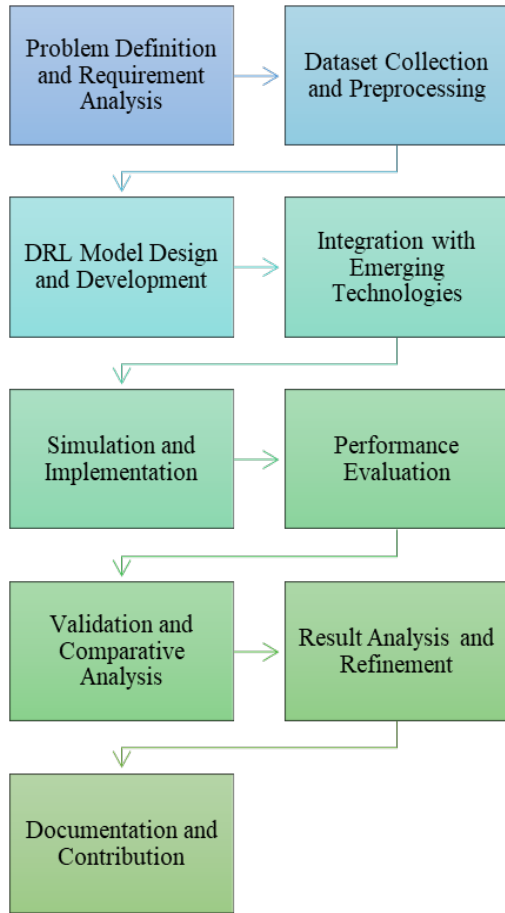 Problem Definition
and Requirement
Analysis
Dataset Collection
and Preprocessing
DRL Model Design
and Development
Integration with
Emerging
Technologies
Simulation and
Implementation
Performance
Evaluation
Validation and
Comparative
Analysis
Result Analysis and
Refinement
Documentation and
Contribution